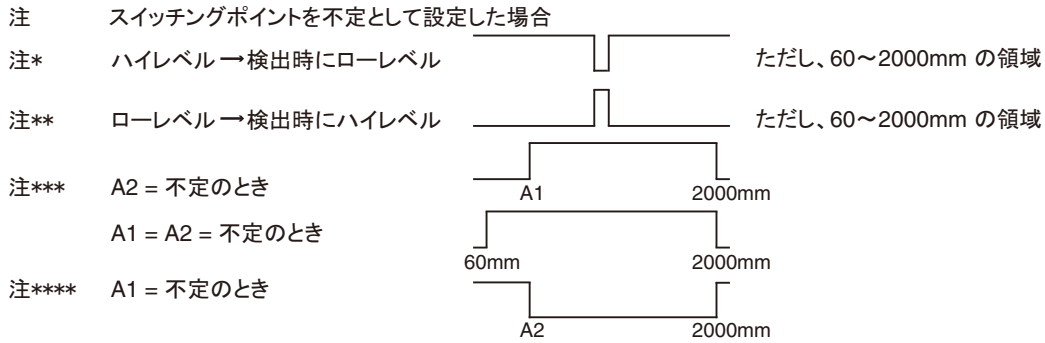 注 スイッチングポイントを不定として設定した場合
注* ハイレベル→検出時にローレベル ただし、60～2000mm の領域
注** ローレベル→検出時にハイレベル ただし、60～2000mm の領域
注*** A2 = 不定のとき
A1 2000mm
A1 = A2 = 不定のとき
60mm 2000mm
注**** A1 = 不定のとき
A2 2000mm